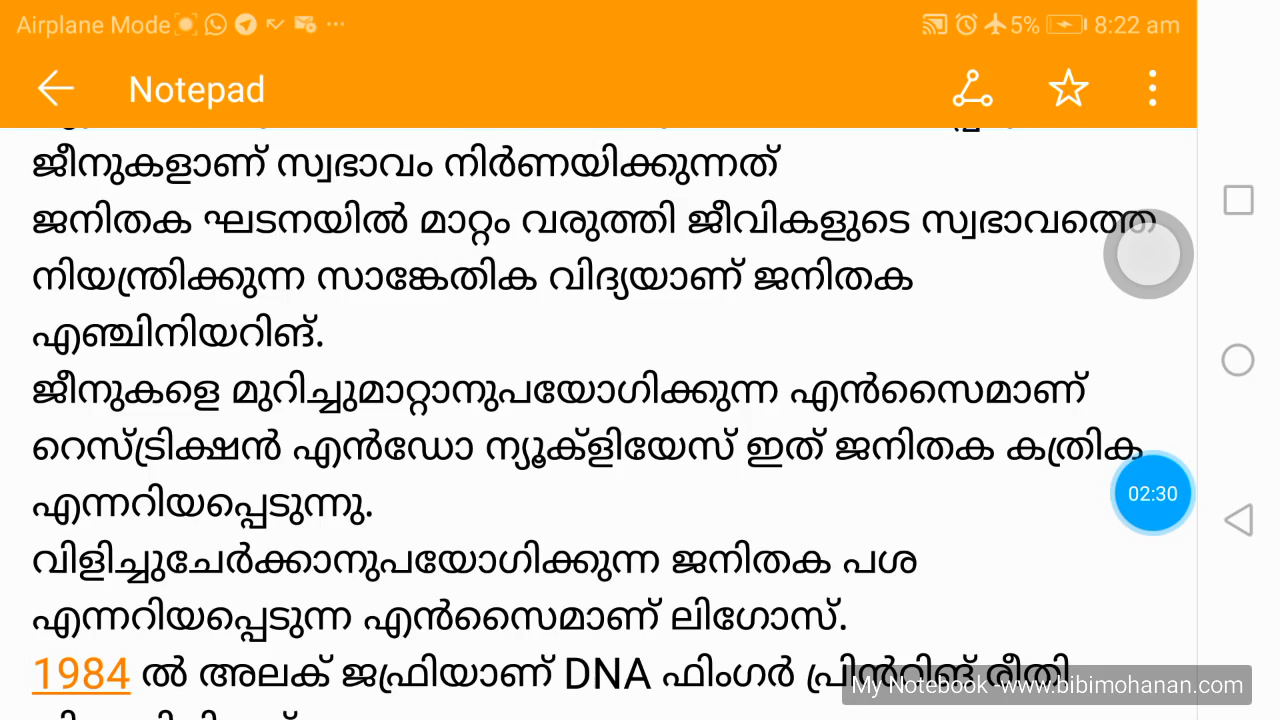 Airplane Mode ··· 5% 8:22 am
Notepad
ജീനുകളാണ് സ്വഭാവം നിർണയിക്കുന്നത്
ജനിതക ഘടനയിൽ മാറ്റം വരുത്തി ജീവികളുടെ സ്വഭാവത്തെ
നിയന്ത്രിക്കുന്ന സാങ്കേതിക വിദ്യയാണ് ജനിതക
എഞ്ചിനിയറിങ്.
ജീനുകളെ മുറിച്ചുമാറ്റാനുപയോഗിക്കുന്ന എൻസൈമാണ്
റെസ്ട്രിക്ഷൻ എൻഡോ ന്യൂക്ളിയേസ് ഇത് ജനിതക കത്രിക
02:30
എന്നറിയപ്പെടുന്നു.
വിളിച്ചുചേർക്കാനുപയോഗിക്കുന്ന ജനിതക പശ
എന്നറിയപ്പെടുന്ന എൻസൈമാണ് ലിഗോസ്.
1984 ൽ അലക് ജഫ്രിയാണ് DNA ഫിംഗർ പ്രിൻറിങ് രീതി
My Notebook -www.bibimohanan.com